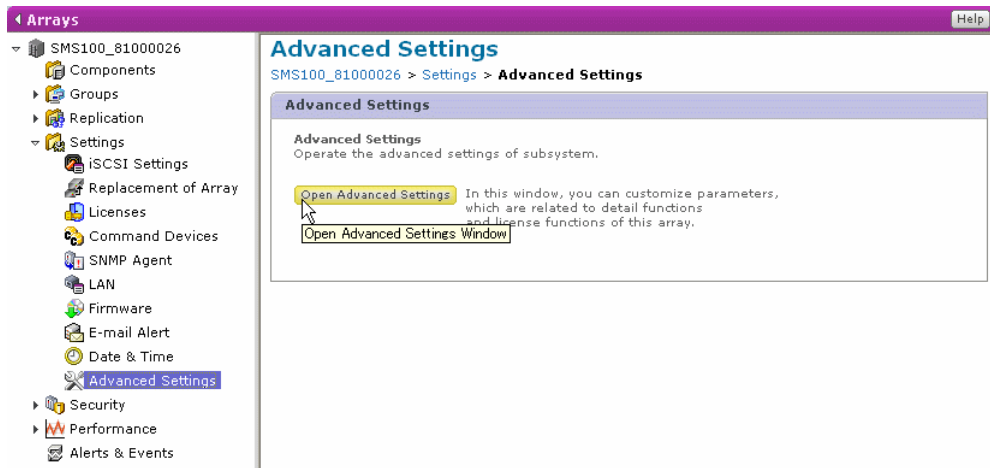 Arrays
Help
SMS100_81000026
Components
Groups
Replication
Settings
iSCSI Settings
Replacement of Array
Licenses
Command Devices
SNMP Agent
LAN
Firmware
E-mail Alert
Date & Time
Advanced Settings
Security
Performance
Alerts & Events
Advanced Settings
SMS100_81000026 > Settings > Advanced Settings
Advanced Settings
Advanced Settings
Operate the advanced settings of subsystem.
Open Advanced Settings
In this window, you can customize parameters,
which are related to detail functions
and license functions of this array.
Open Advanced Settings Window